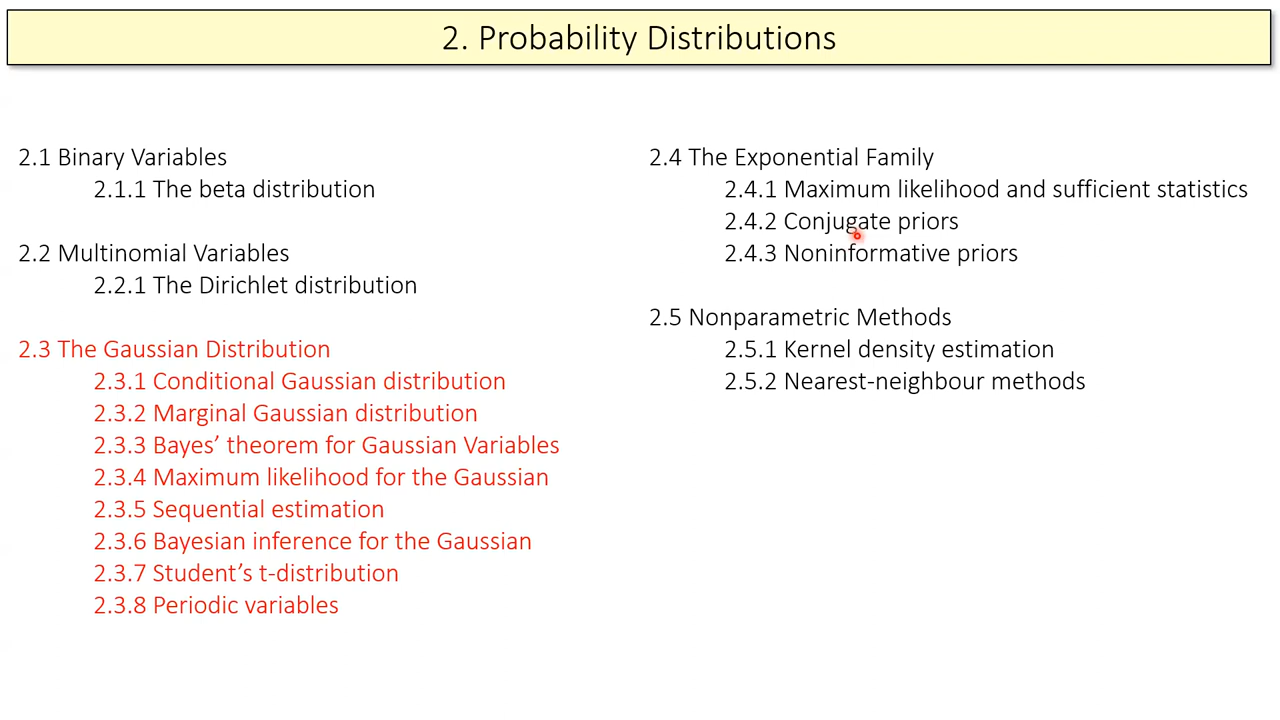 2. Probability Distributions
2.1 Binary Variables
2.1.1 The beta distribution
2.2 Multinomial Variables
2.2.1 The Dirichlet distribution
2.3 The Gaussian Distribution
2.3.1 Conditional Gaussian distribution
2.3.2 Marginal Gaussian distribution
2.3.3 Bayes’ theorem for Gaussian Variables
2.3.4 Maximum likelihood for the Gaussian
2.3.5 Sequential estimation
2.3.6 Bayesian inference for the Gaussian
2.3.7 Student’s t-distribution
2.3.8 Periodic variables
2.4 The Exponential Family
2.4.1 Maximum likelihood and sufficient statistics
2.4.2 Conjugate priors
2.4.3 Noninformative priors
2.5 Nonparametric Methods
2.5.1 Kernel density estimation
2.5.2 Nearest-neighbour methods